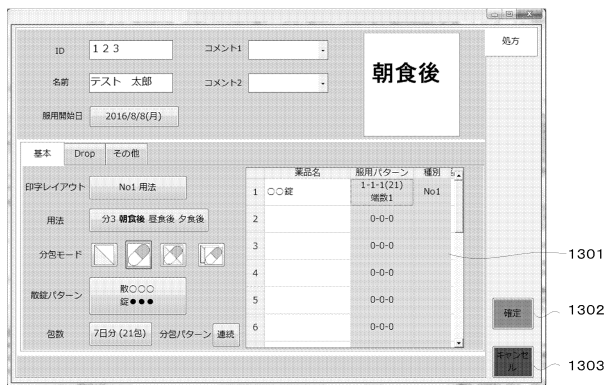 処方
ID 123
コメント1
朝食後
名前 テスト 太郎
コメント2
服用開始日 2016/8/8(月)
基本 Drop その他
薬品名 服用パターン 種別
印字レイアウト No1 用法
1 ○○錠 1-1-1(21) No1
端数1
用法 分3 朝食後 昼食後 夕食後
2 0-0-0
分包モード
3 0-0-0
4 0-0-0
散錠パターン 散○○○
錠●●●
5 0-0-0
包数 7日分(21包) 分包パターン 連続
6 0-0-0
1301
確定
1302
キャンセ
ル
1303